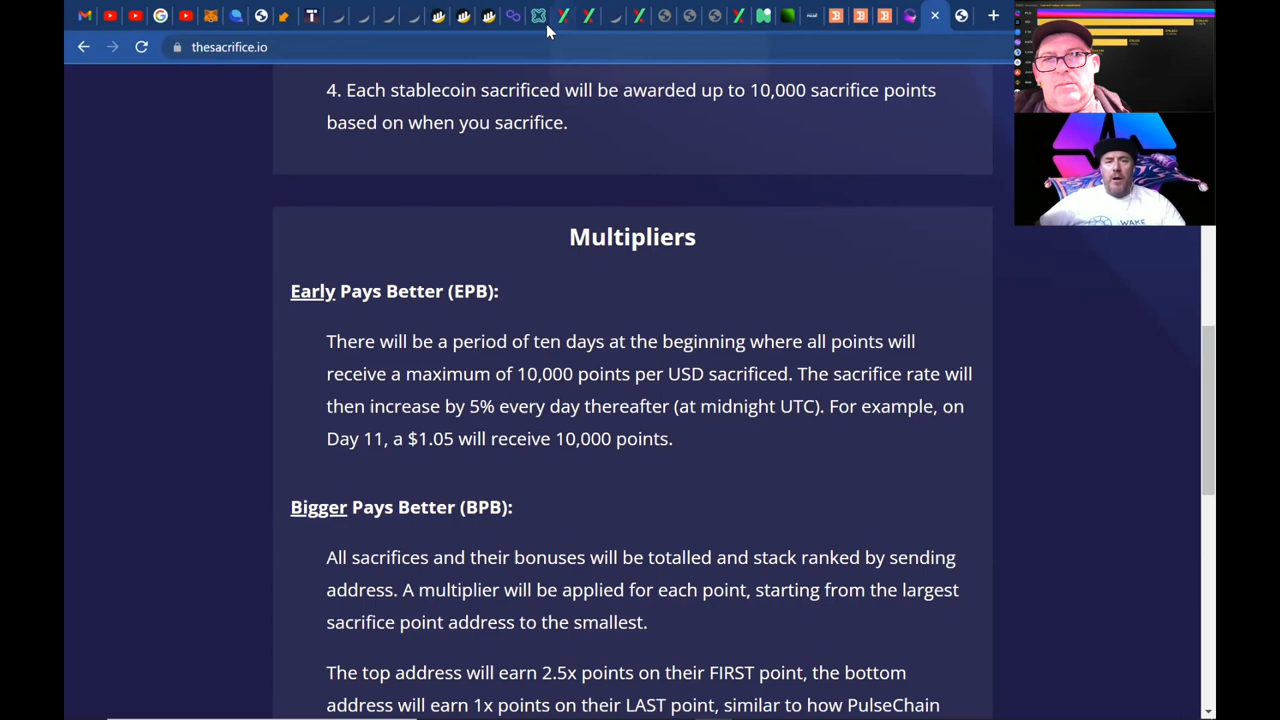 thesacrifice.io
4. Each stablecoin sacrificed will be awarded up to 10,000 sacrifice points
based on when you sacrifice.
Multipliers
Early Pays Better (EPB):
There will be a period of ten days at the beginning where all points will
receive a maximum of 10,000 points per USD sacrificed. The sacrifice rate will
then increase by 5% every day thereafter (at midnight UTC). For example, on
Day 11, a $1.05 will receive 10,000 points.
Bigger Pays Better (BPB):
All sacrifices and their bonuses will be totalled and stack ranked by sending
address. A multiplier will be applied for each point, starting from the largest
sacrifice point address to the smallest.
The top address will earn 2.5x points on their FIRST point, the bottom
address will earn 1x points on their LAST point, similar to how PulseChain
WAKE